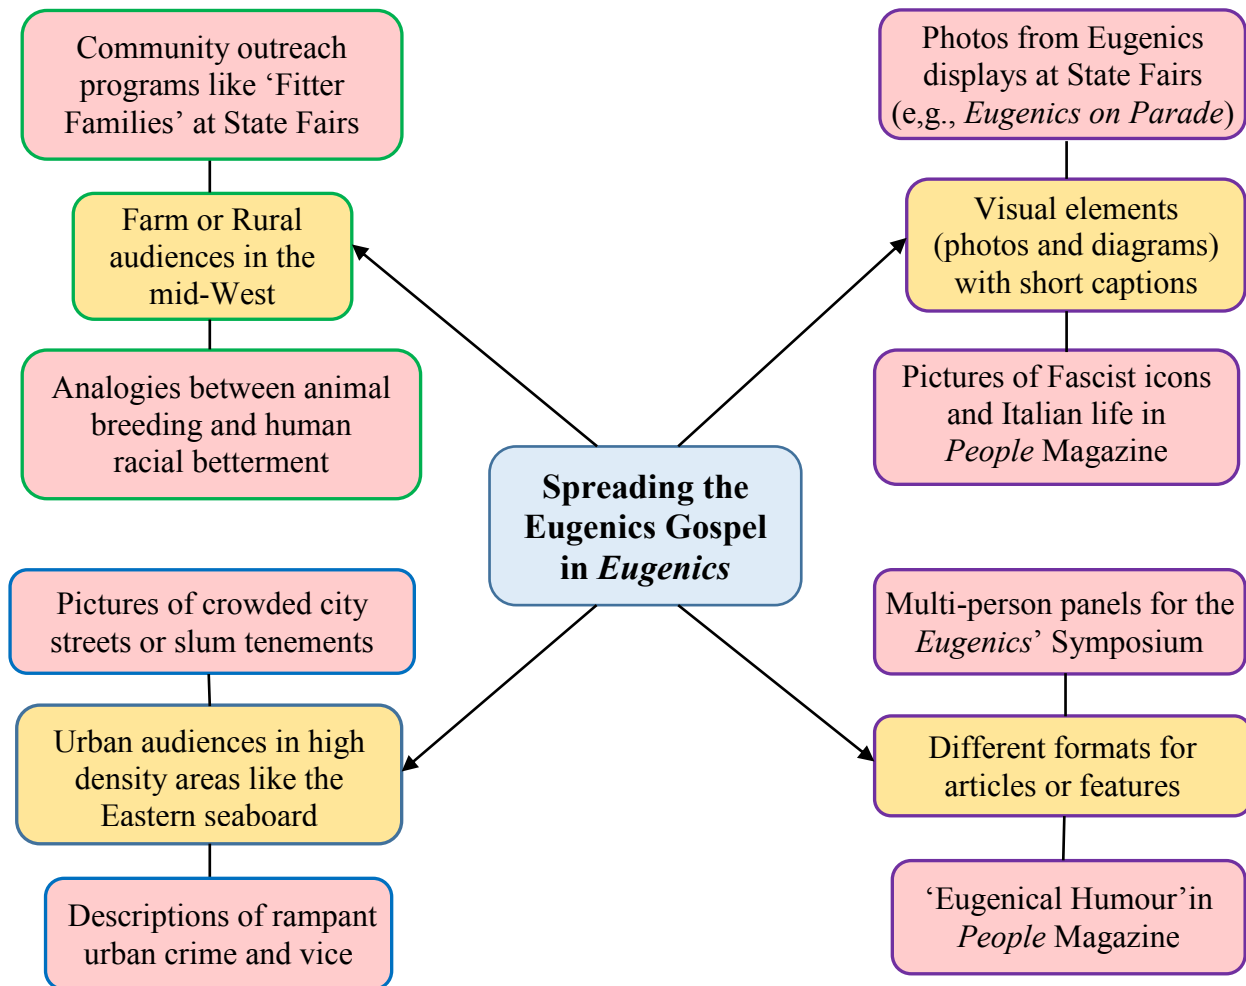 Community outreach
programs like ‘Fitter
Families’ at State Fairs
Farm or Rural
audiences in the
mid-West
Analogies between animal
breeding and human
racial betterment
Photos from Eugenics
displays at State Fairs
(e,g., Eugenics on Parade)
Visual elements
(photos and diagrams)
with short captions
Pictures of Fascist icons
and Italian life in
People Magazine
Spreading the
Eugenics Gospel
in Eugenics
Pictures of crowded city
streets or slum tenements
Urban audiences in high
density areas like the
Eastern seaboard
Descriptions of rampant
urban crime and vice
Multi-person panels for the
Eugenics’ Symposium
Different formats for
articles or features
‘Eugenical Humour’in
People Magazine